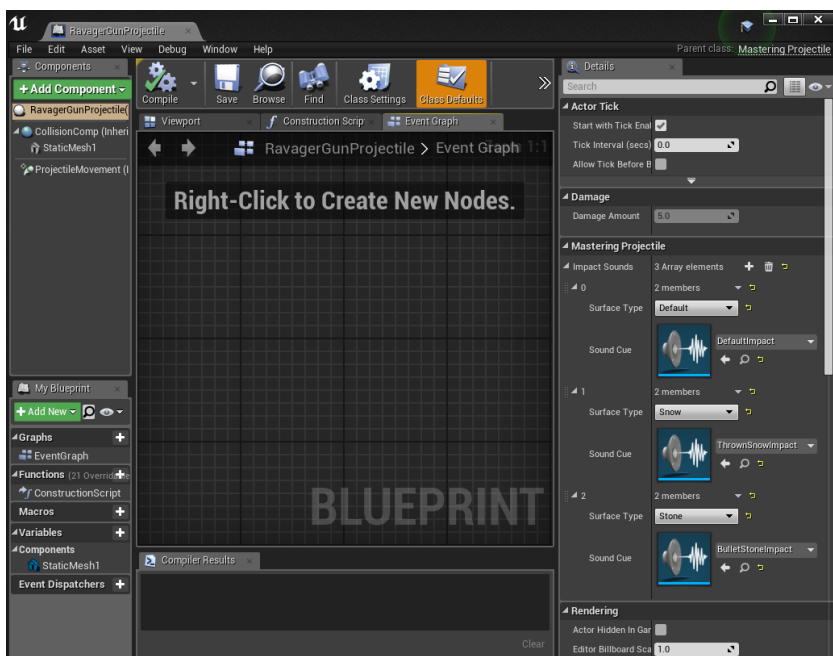 RavagerGunProjectile
File Edit Asset View Debug Window Help
Parent class: Mastering Projectile
Components
+Add Component
RavagerGunProjectile(
CollisionComp (Inheri
StaticMesh1
ProjectileMovement (I
Compile
Save
Browse
Find
Class Settings
Class Defaults
Viewport
Construction Scrip
Event Graph
RavagerGunProjectile > Event Graph
1:1
Right-Click to Create New Nodes.
BLUEPRINT
My Blueprint
+Add New
Graphs
EventGraph
Functions (21 Overridable
ConstructionScript
Macros
Variables
Components
StaticMesh1
Event Dispatchers
Compiler Results
Clear
Details
Search
Actor Tick
Start with Tick Enal
Tick Interval (secs) 0.0
Allow Tick Before B
Damage
Damage Amount 5.0
Mastering Projectile
Impact Sounds 3 Array elements
0 2 members
Surface Type Default
Sound Cue DefaultImpact
1 2 members
Surface Type Snow
Sound Cue ThrownSnowImpact
2 2 members
Surface Type Stone
Sound Cue BulletStoneImpact
Rendering
Actor Hidden In Gar
Editor Billboard Sca 1.0